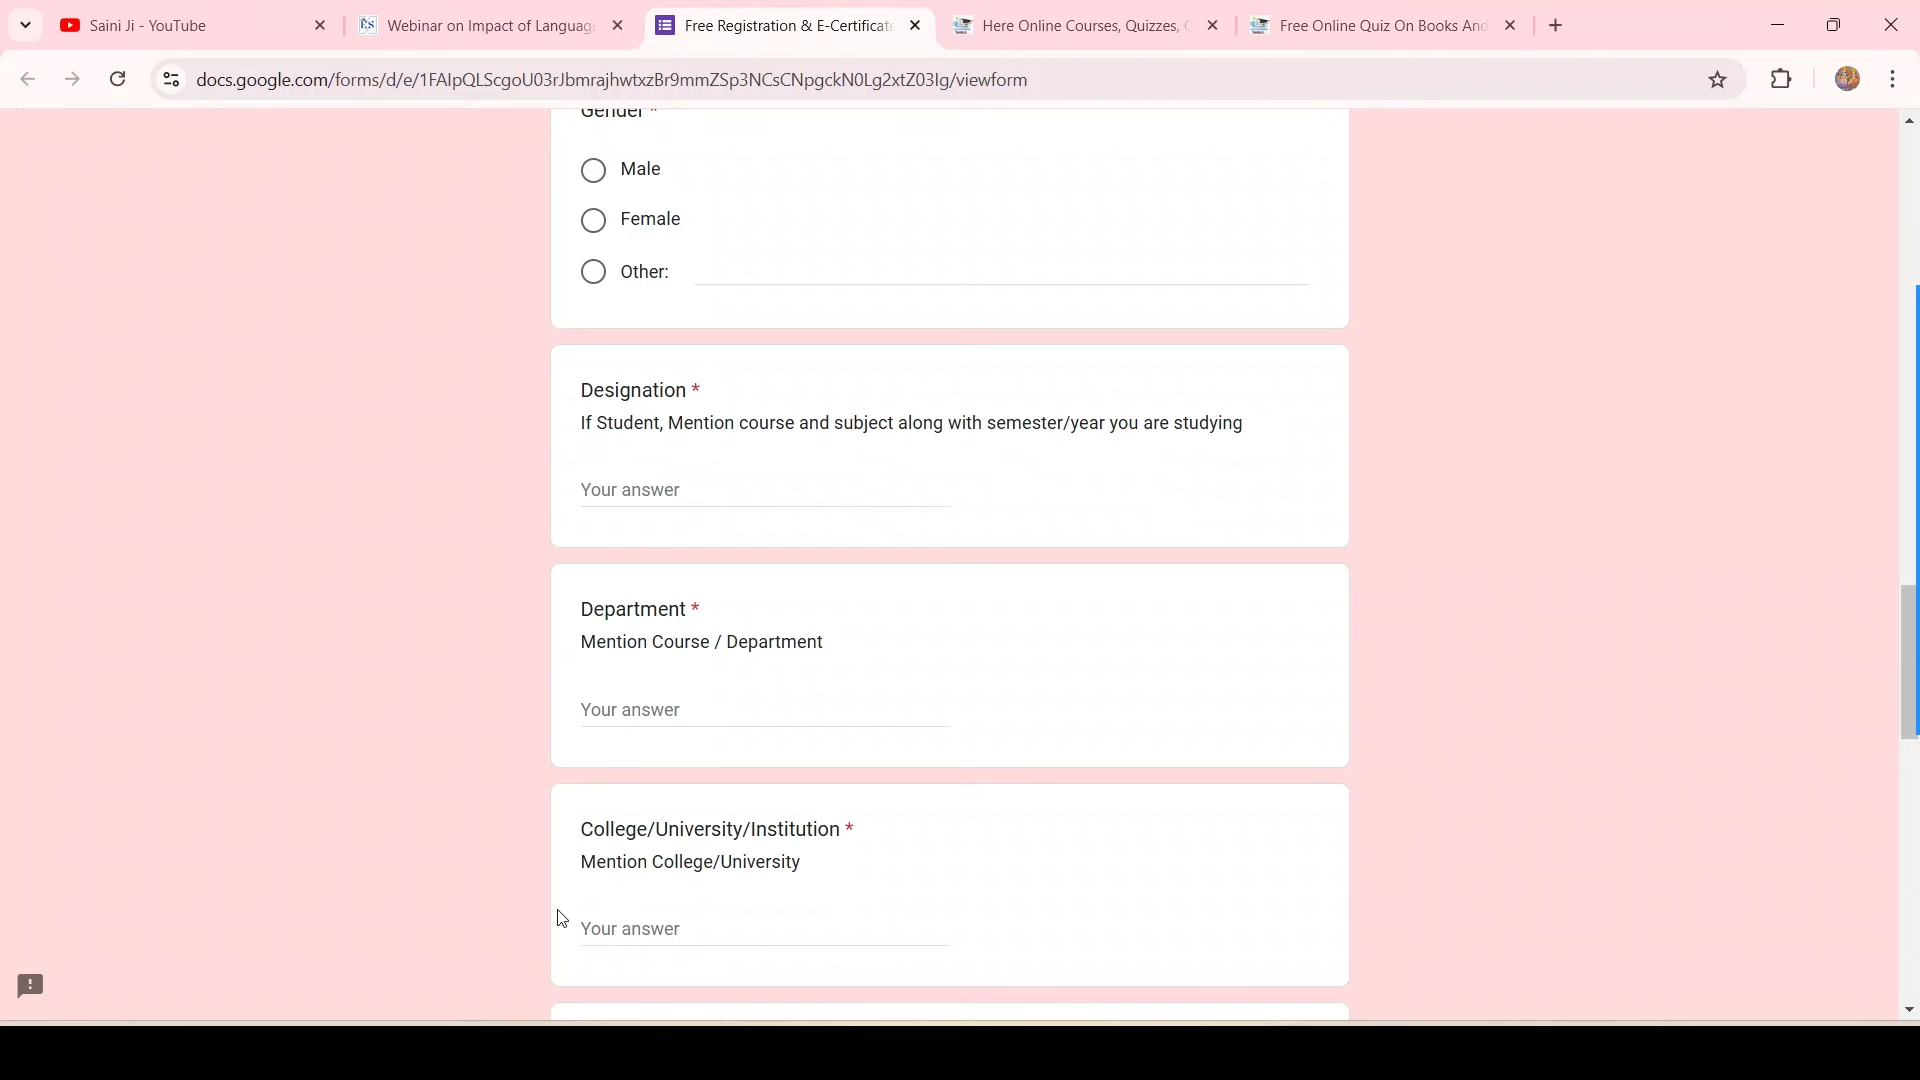 Saini Ji - YouTube
Webinar on Impact of Languag
Free Registration & E-Certificate
Here Online Courses, Quizzes, C
Free Online Quiz On Books And
docs.google.com/forms/d/e/1FAIpQLScgoU03rJbmrajhwtxzBr9mmZSp3NCsCNpgckN0Lg2xtZ03Ig/viewform
Gender *
Male
Female
Other:
Designation *
If Student, Mention course and subject along with semester/year you are studying
Your answer
Department *
Mention Course / Department
Your answer
College/University/Institution *
Mention College/University
Your answer